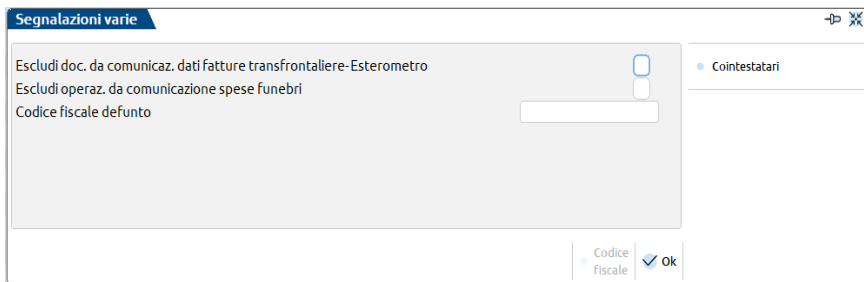 Segnalazioni varie
Escludi doc. da comunicaz. dati fatture transfrontaliere-Esterometro
Escludi operaz. da comunicazione spese funebri
Codice fiscale defunto
Cointestatari
Codice
fiscale
Ok